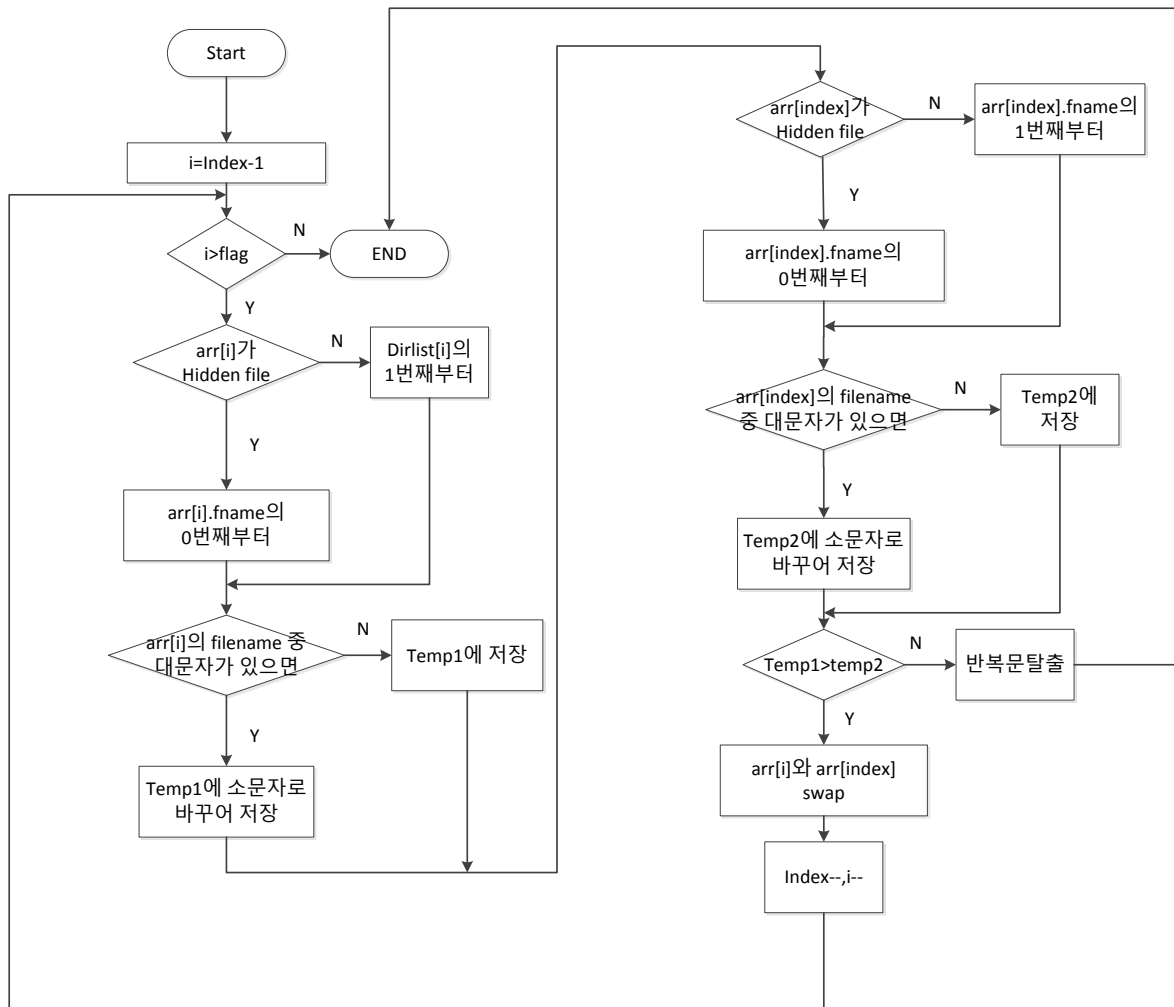 Start
i=Index-1
i>flag
N
END
Y
arr[i]가
Hidden file
N
Dirlist[i]의
1번째부터
Y
arr[i].fname의
0번째부터
arr[i]의 filename 중
대문자가 있으면
N
Temp1에 저장
Y
Temp1에 소문자로
바꾸어 저장
arr[index]가
Hidden file
N
arr[index].fname의
1번째부터
Y
arr[index].fname의
0번째부터
arr[index]의 filename
중 대문자가 있으면
N
Temp2에
저장
Y
Temp2에 소문자로
바꾸어 저장
Temp1>temp2
N
반복문탈출
Y
arr[i]와 arr[index]
swap
Index--,i--